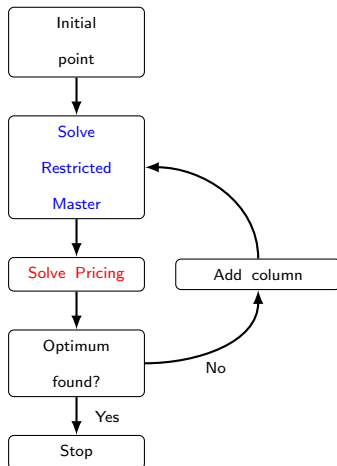 Initial
point
Solve
Restricted
Master
Solve Pricing
Add column
Optimum
found?
No
Yes
Stop